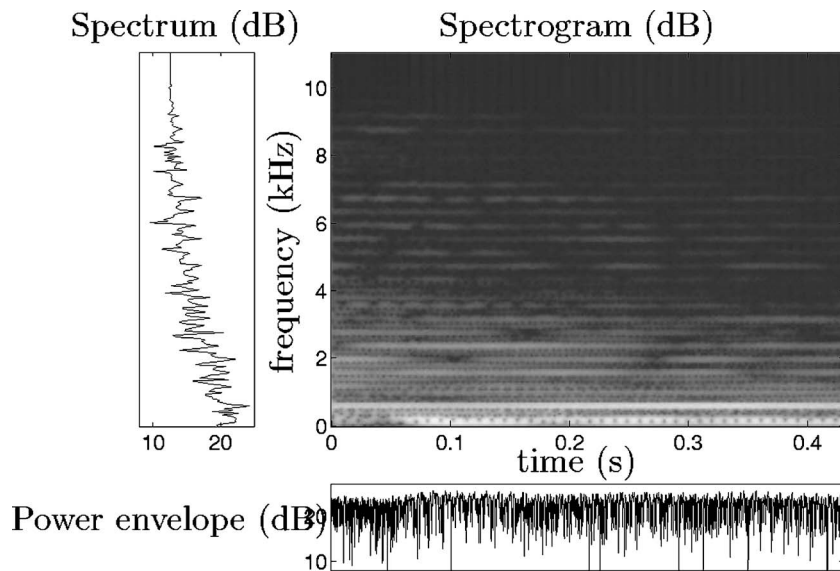 Spectrum (dB)
Spectrogram (dB)
frequency (kHz)
10
8
6
4
2
0
10 20
0 0.1 0.2 0.3 0.4
time (s)
Power envelope (dB)
20
10